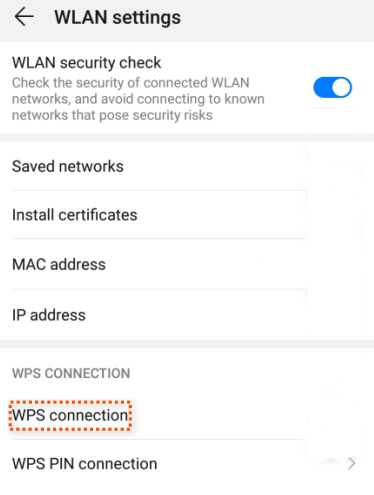 WLAN settings
WLAN security check
Check the security of connected WLAN
networks, and avoid connecting to known
networks that pose security risks
Saved networks
Install certificates
MAC address
IP address
WPS CONNECTION
WPS connection
WPS PIN connection